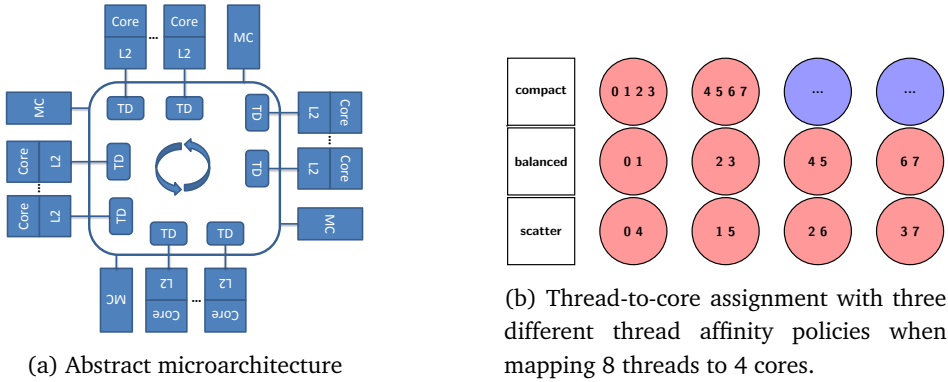 Core
...
Core
MC
L2
L2
TD
TD
MC
TD
L2
Core
...
Core
L2
TD
TD
L2
Core
...
Core
L2
TD
TD
L2
Core
MC
TD
TD
MC
L2
...
L2
Core
Core
(a) Abstract microarchitecture
compact
0 1 2 3
4 5 6 7
...
...
balanced
0 1
2 3
4 5
6 7
scatter
0 4
1 5
2 6
3 7
(b) Thread-to-core assignment with three
different thread affinity policies when
mapping 8 threads to 4 cores.